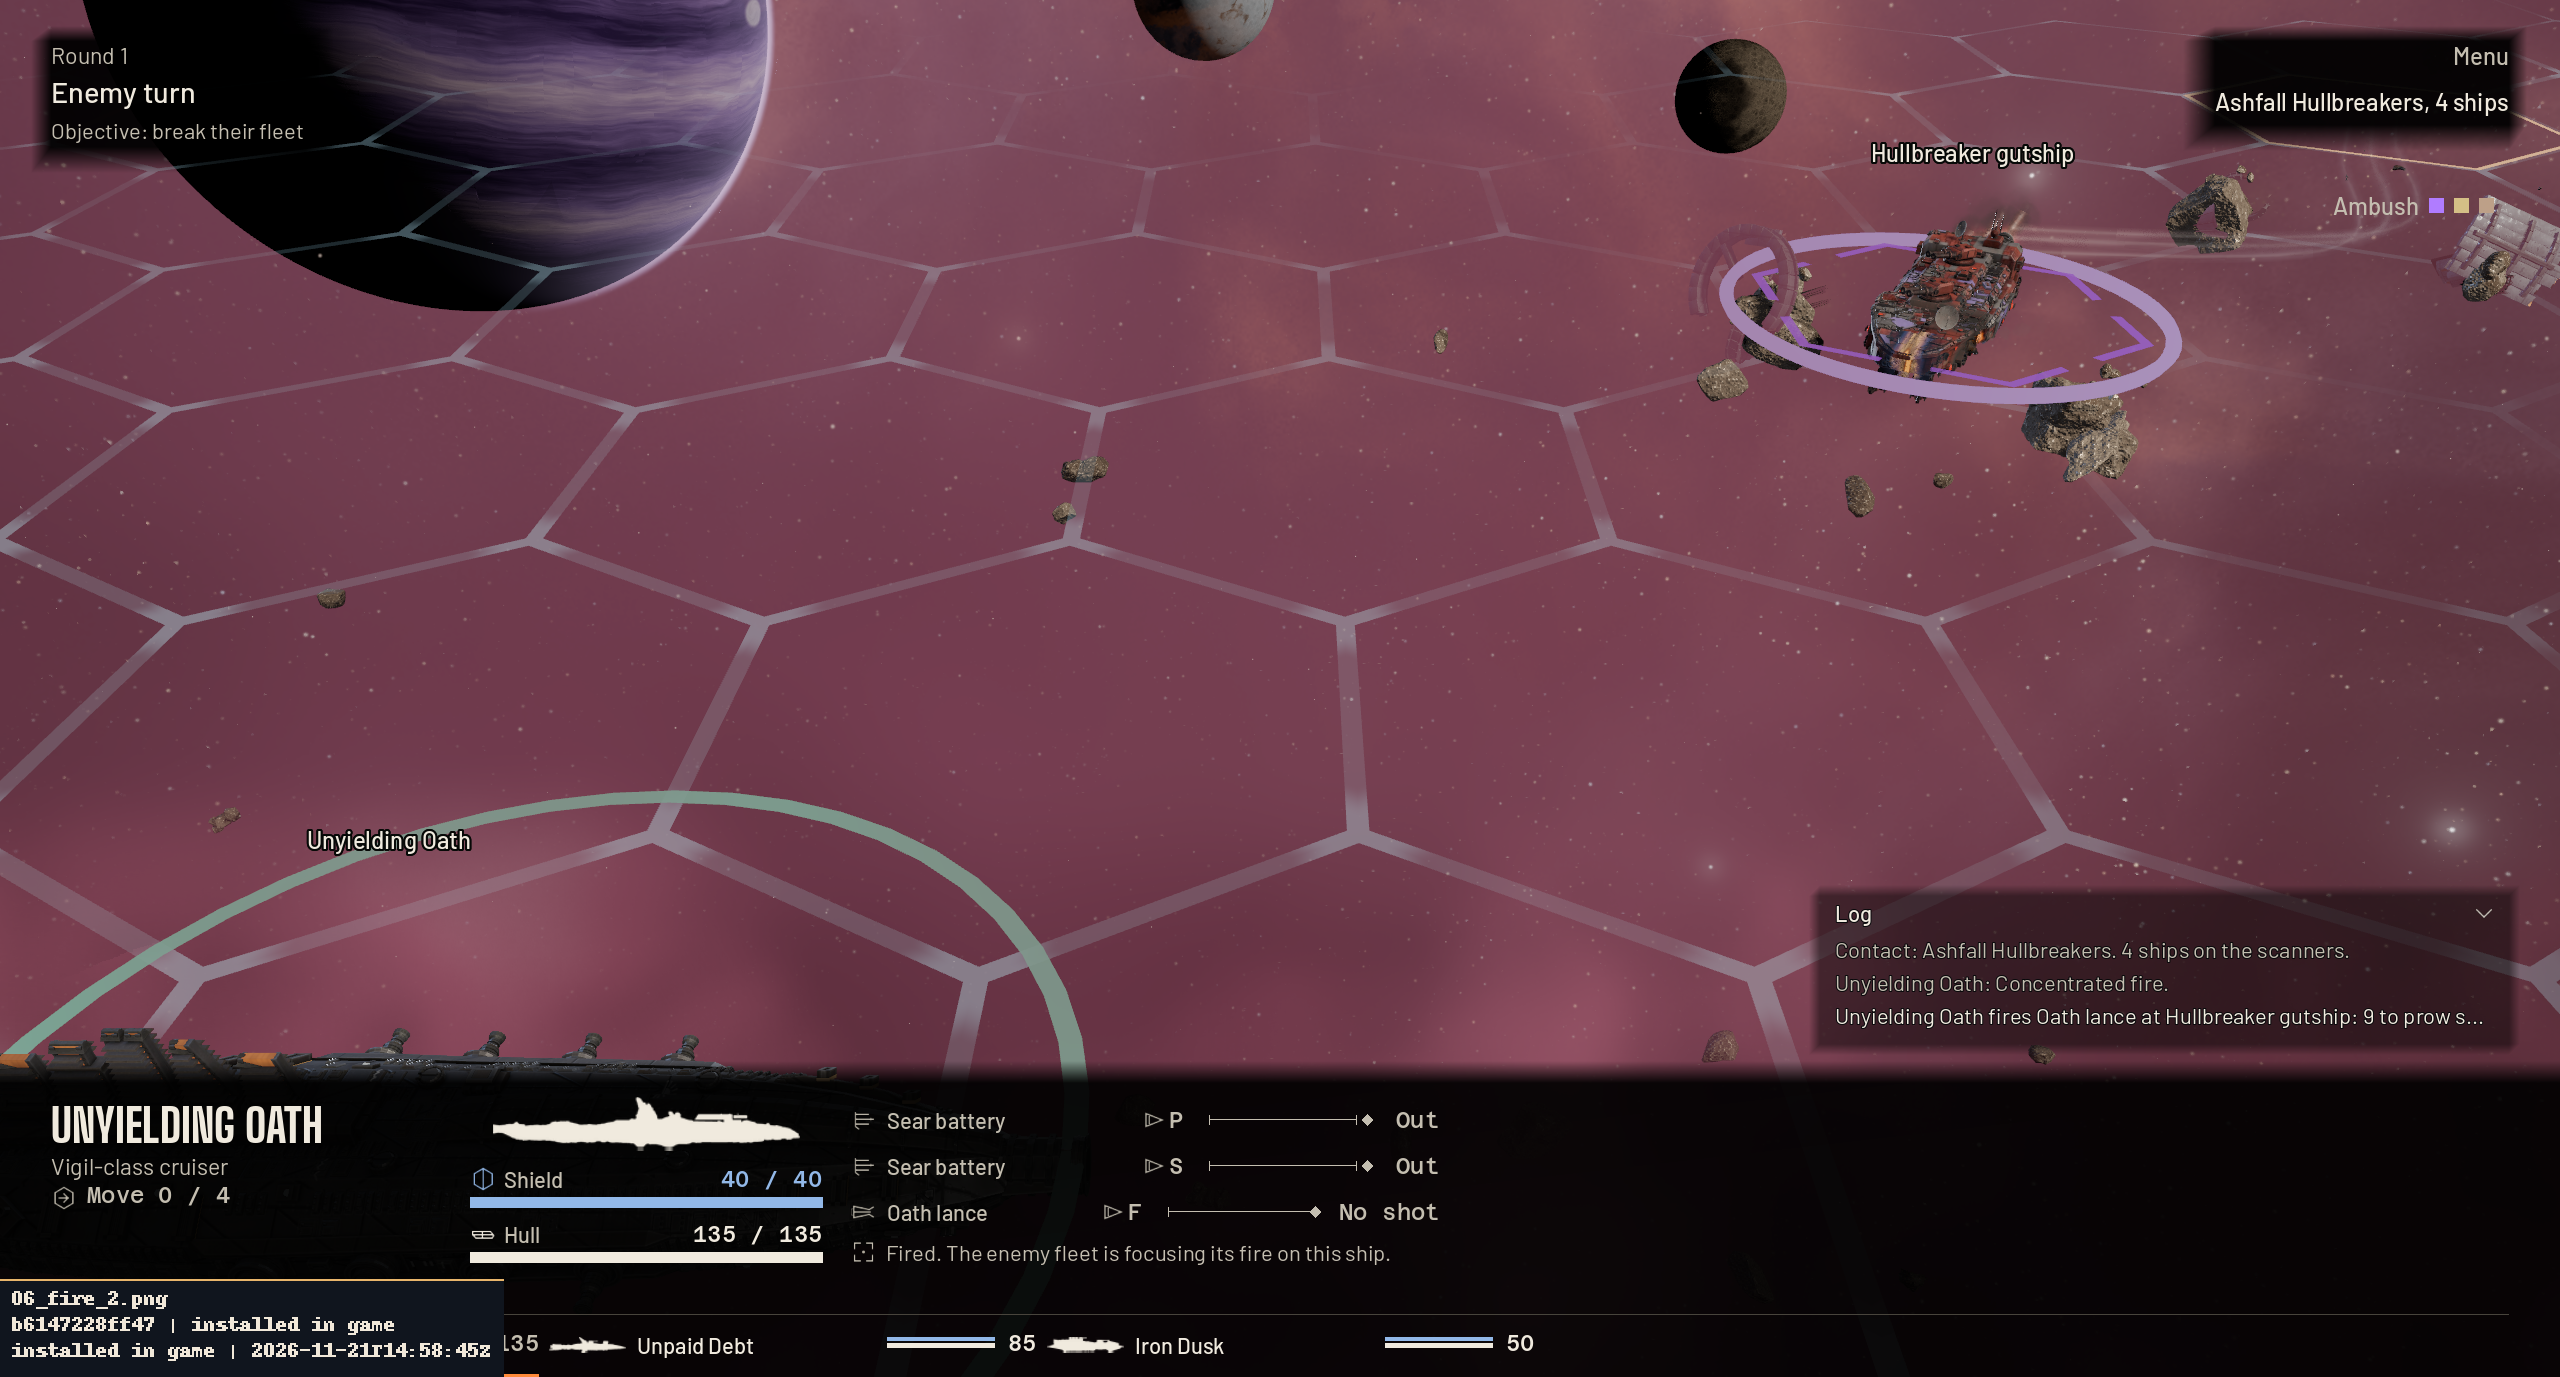 Round 1
Enemy turn
Objective: break their fleet
Menu
Ashfall Hullbreakers, 4 ships
Hullbreaker gutship
Ambush
Unyielding Oath
Log
Contact: Ashfall Hullbreakers. 4 ships on the scanners.
Unyielding Oath: Concentrated fire.
Unyielding Oath fires Oath lance at Hullbreaker gutship: 9 to prow s...
UNYIELDING OATH
Vigil-class cruiser
Move 0 / 4
Shield 40 / 40
Hull 135 / 135
Sear battery P Out
Sear battery S Out
Oath lance F No shot
Fired. The enemy fleet is focusing its fire on this ship.
06_fire_2.png
b6147228ff47 | installed in game
installed in game | 2026-11-21r14:58:45z
135 Unpaid Debt 85 Iron Dusk 50